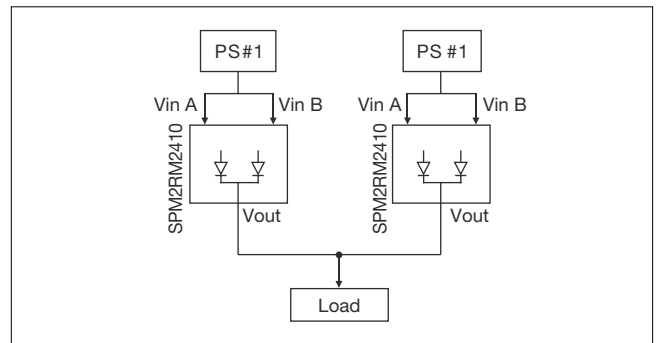 PS#1
PS #1
Vin A
Vin B
Vin A
Vin B
SPM2RM2410
SPM2RM2410
Vout
Vout
Load